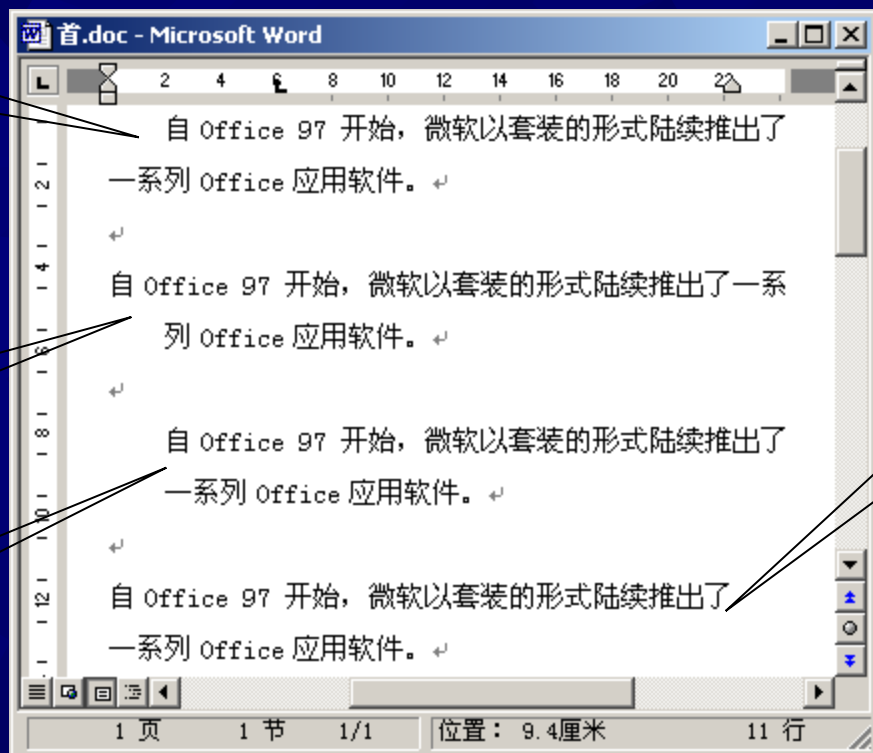 首.doc - Microsoft Word
2 4 6 8 10 12 14 16 18 20 22
自 Office 97 开始，微软以套装的形式陆续推出了
一系列 Office 应用软件。
自 Office 97 开始，微软以套装的形式陆续推出了一系
列 Office 应用软件。
自 Office 97 开始，微软以套装的形式陆续推出了
一系列 Office 应用软件。
自 Office 97 开始，微软以套装的形式陆续推出了
一系列 Office 应用软件。
2
4
6
8
10
12
1 页 1 节 1/1 位置： 9.4厘米 11 行